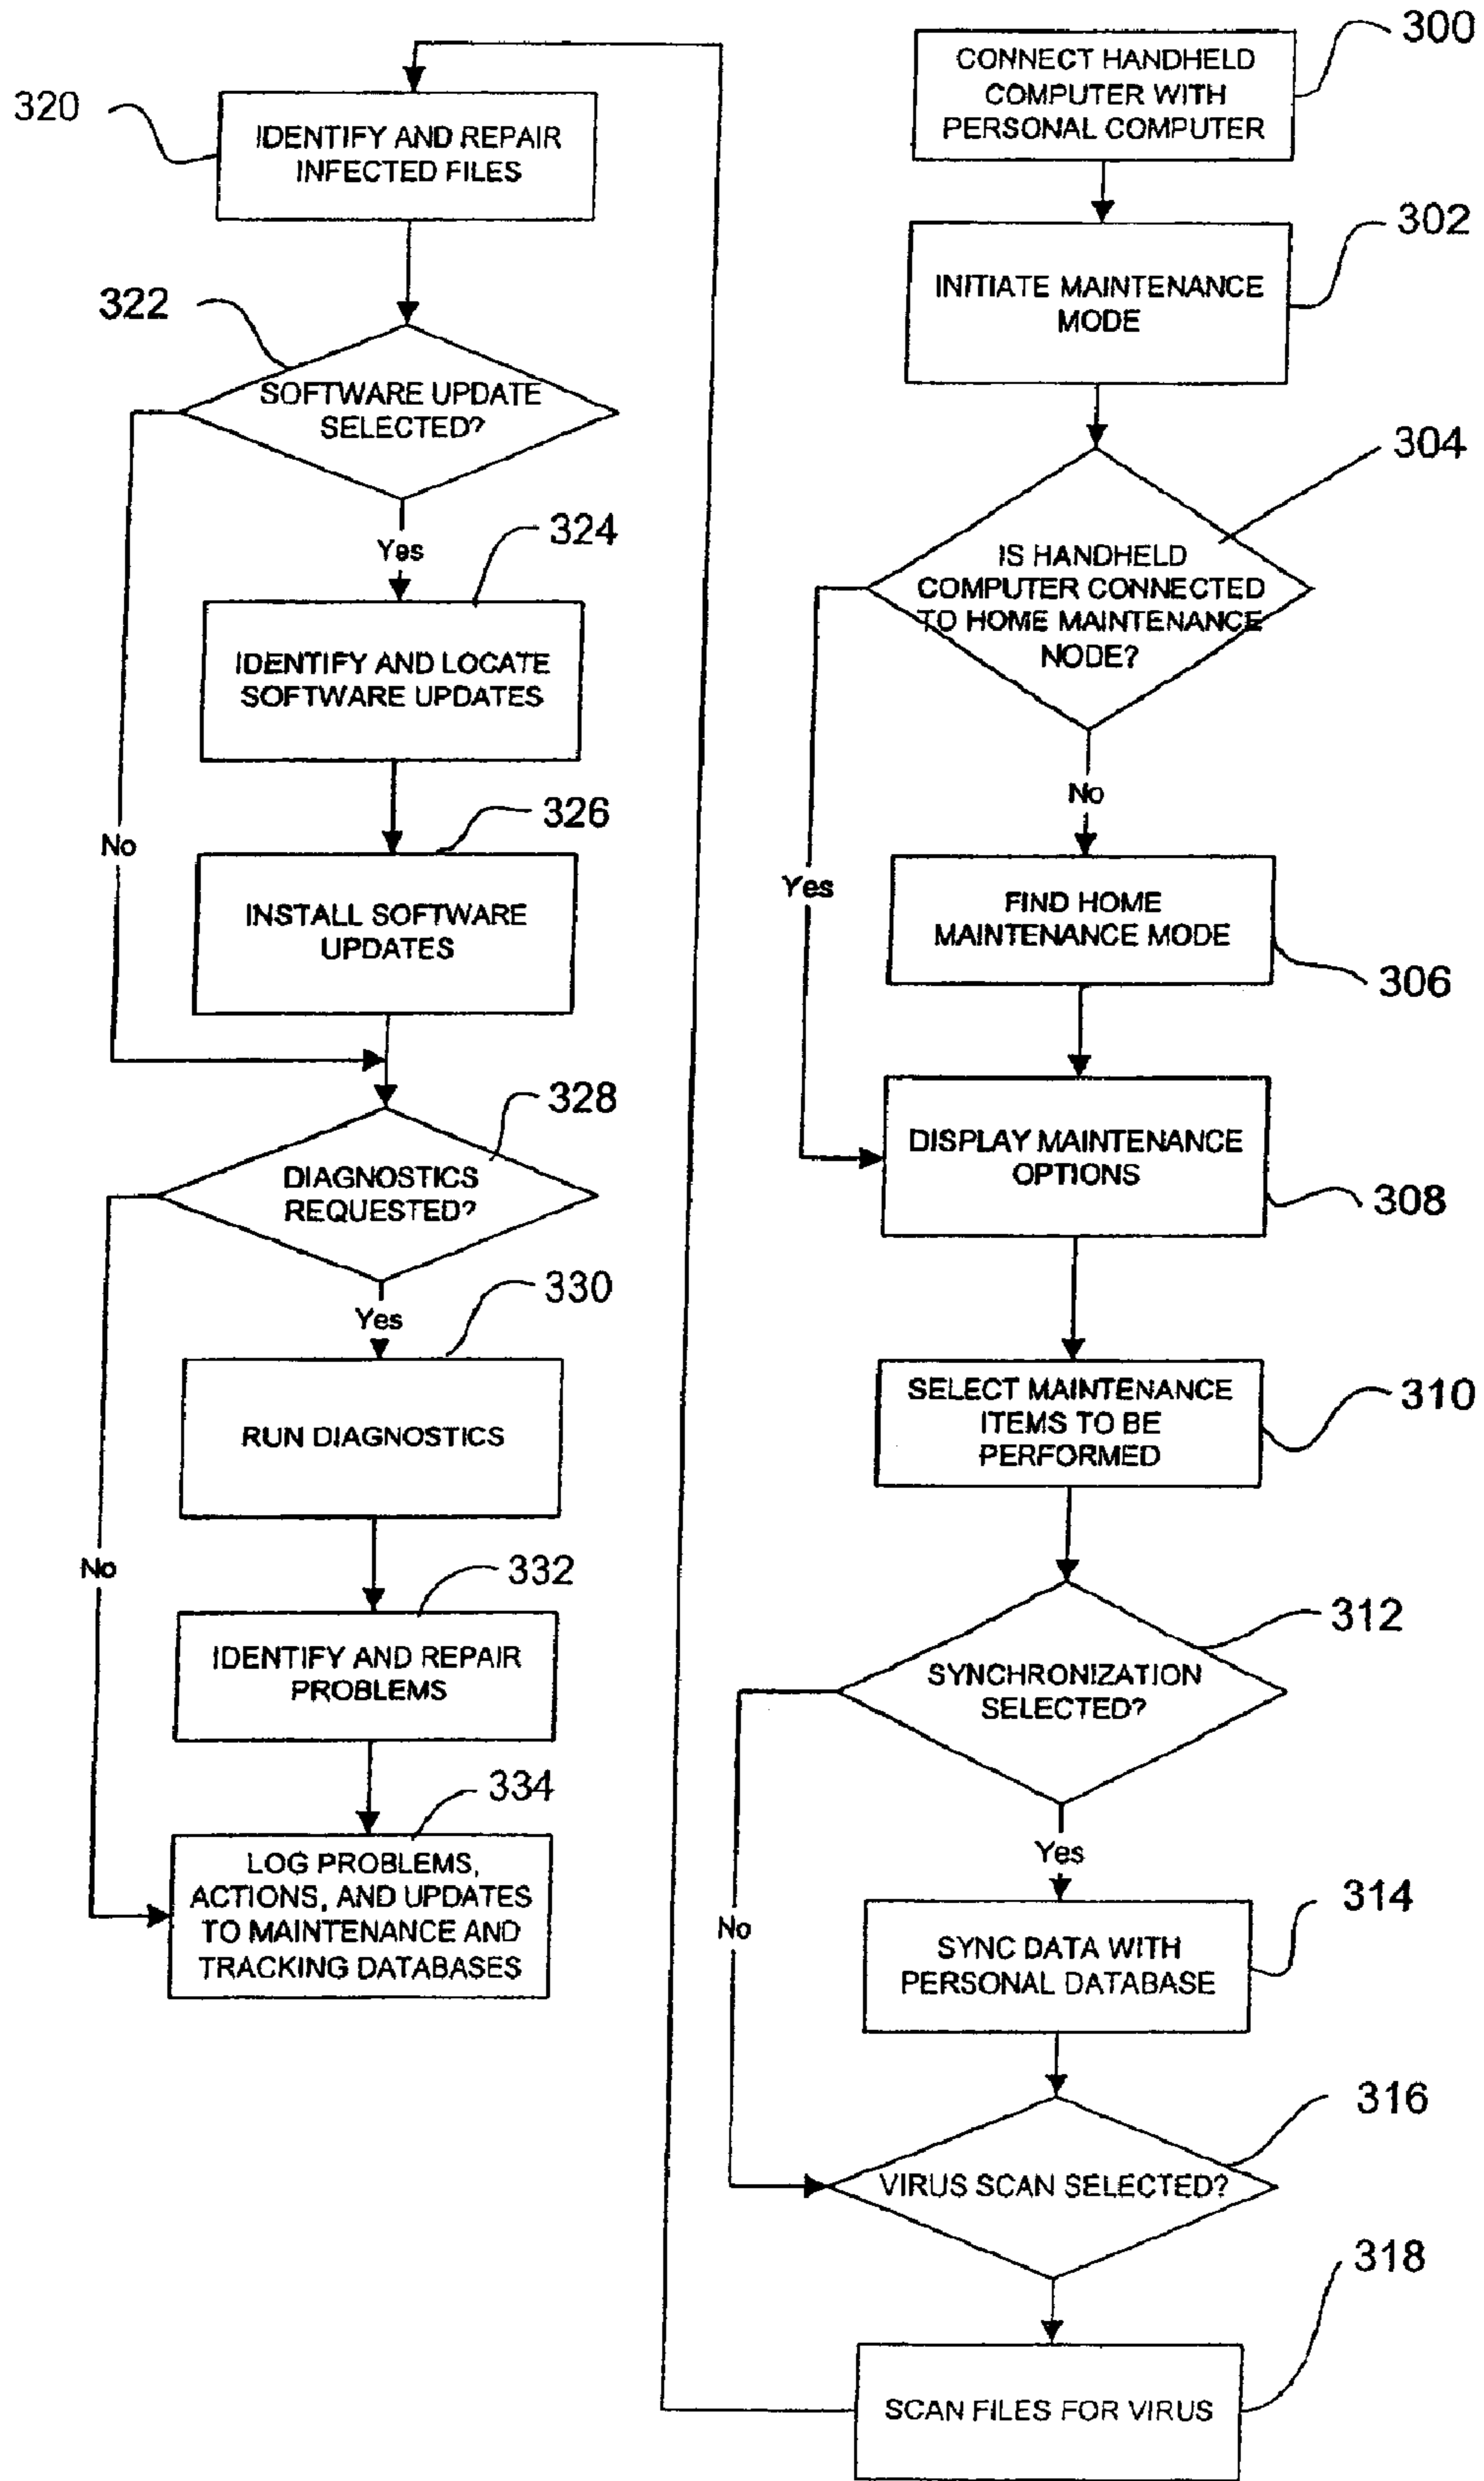 300
CONNECT HANDHELD
COMPUTER WITH
PERSONAL COMPUTER
302
INITIATE MAINTENANCE
MODE
304
IS HANDHELD
COMPUTER CONNECTED
TO HOME MAINTENANCE
NODE?
Yes
No
FIND HOME
MAINTENANCE MODE
306
DISPLAY MAINTENANCE
OPTIONS
308
SELECT MAINTENANCE
ITEMS TO BE
PERFORMED
310
312
SYNCHRONIZATION
SELECTED?
Yes
No
314
SYNC DATA WITH
PERSONAL DATABASE
316
VIRUS SCAN SELECTED?
318
SCAN FILES FOR VIRUS
320
IDENTIFY AND REPAIR
INFECTED FILES
322
SOFTWARE UPDATE
SELECTED?
Yes
No
324
IDENTIFY AND LOCATE
SOFTWARE UPDATES
326
INSTALL SOFTWARE
UPDATES
328
DIAGNOSTICS
REQUESTED?
Yes
No
330
RUN DIAGNOSTICS
332
IDENTIFY AND REPAIR
PROBLEMS
334
LOG PROBLEMS,
ACTIONS, AND UPDATES
TO MAINTENANCE AND
TRACKING DATABASES